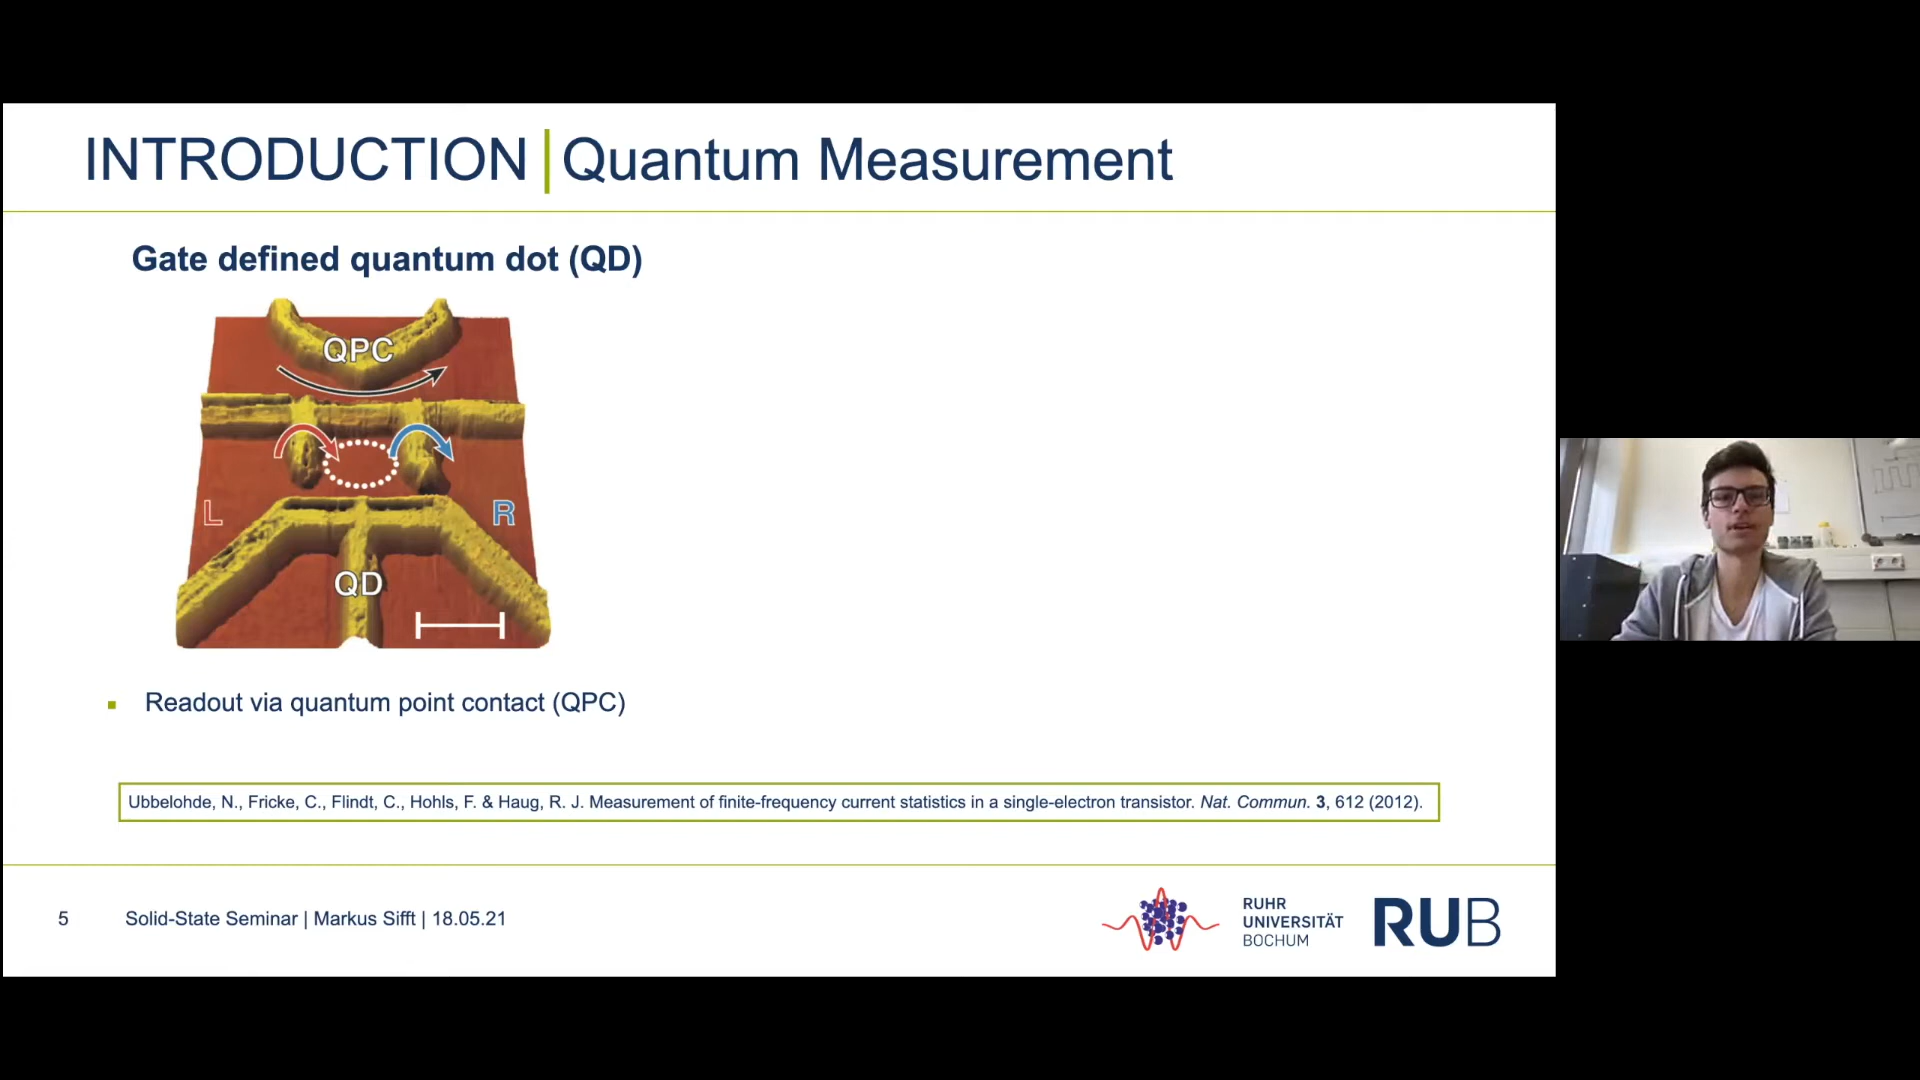 INTRODUCTION Quantum Measurement
Gate defined quantum dot (QD)
QPC
L
R
QD
Readout via quantum point contact (QPC)
Ubbelohde, N., Fricke, C., Flindt, C., Hohls, F. & Haug, R. J. Measurement of finite-frequency current statistics in a single-electron transistor. Nat. Commun. 3, 612 (2012).
5 Solid-State Seminar | Markus Sifft | 18.05.21
RUHR
UNIVERSITÄT
BOCHUM
RUB